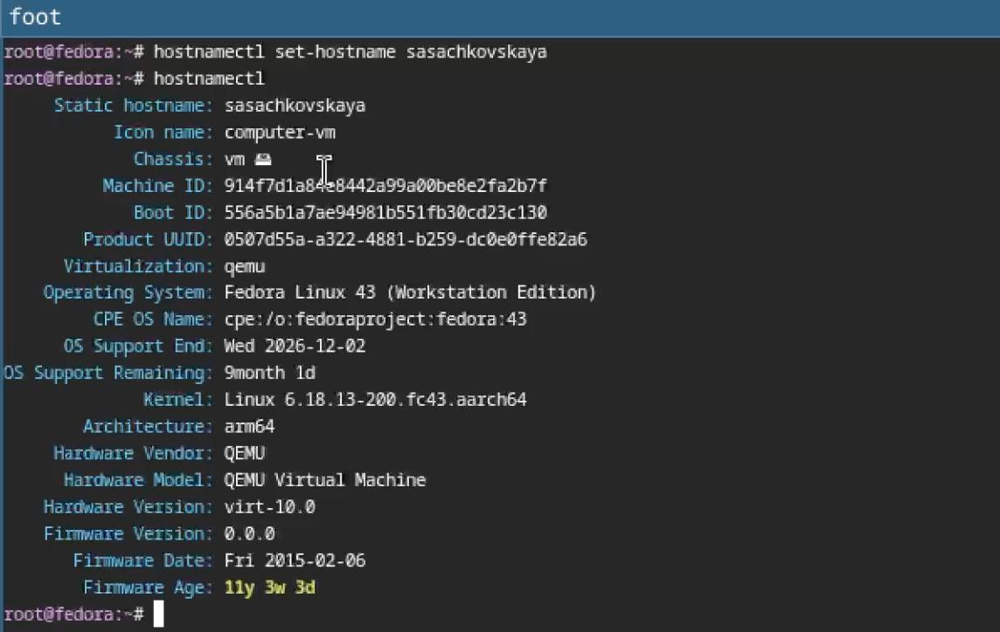 foot
root@fedora:~# hostnamectl set-hostname sasachkovskaya
root@fedora:~# hostnamectl
Static hostname: sasachkovskaya
Icon name: computer-vm
Chassis: vm 🖴
Machine ID: 914f7d1a84e8442a99a00be8e2fa2b7f
Boot ID: 556a5b1a7ae94981b551fb30cd23c130
Product UUID: 0507d55a-a322-4881-b259-dc0e0ffe82a6
Virtualization: qemu
Operating System: Fedora Linux 43 (Workstation Edition)
CPE OS Name: cpe:/o:fedoraproject:fedora:43
OS Support End: Wed 2026-12-02
OS Support Remaining: 9month 1d
Kernel: Linux 6.18.13-200.fc43.aarch64
Architecture: arm64
Hardware Vendor: QEMU
Hardware Model: QEMU Virtual Machine
Hardware Version: virt-10.0
Firmware Version: 0.0.0
Firmware Date: Fri 2015-02-06
Firmware Age: 11y 3w 3d
root@fedora:~#